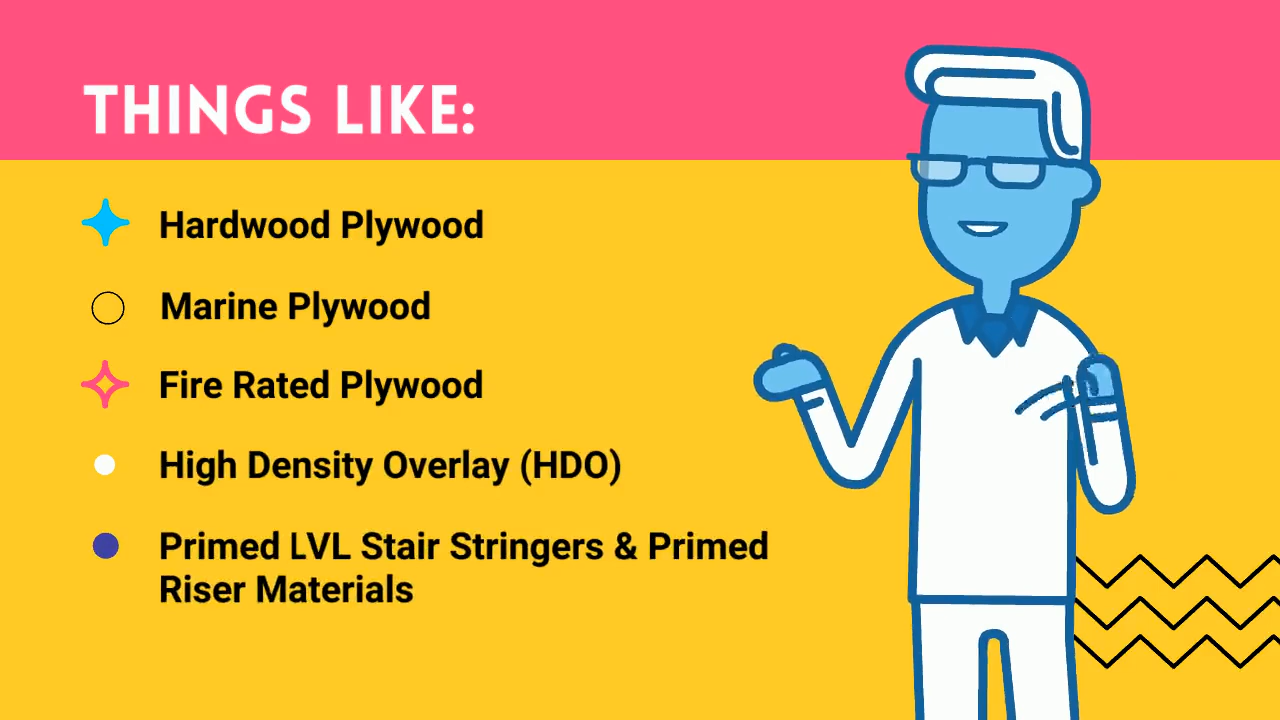 THINGS LIKE:
Hardwood Plywood
Marine Plywood
Fire Rated Plywood
High Density Overlay (HDO)
Primed LVL Stair Stringers & Primed
Riser Materials